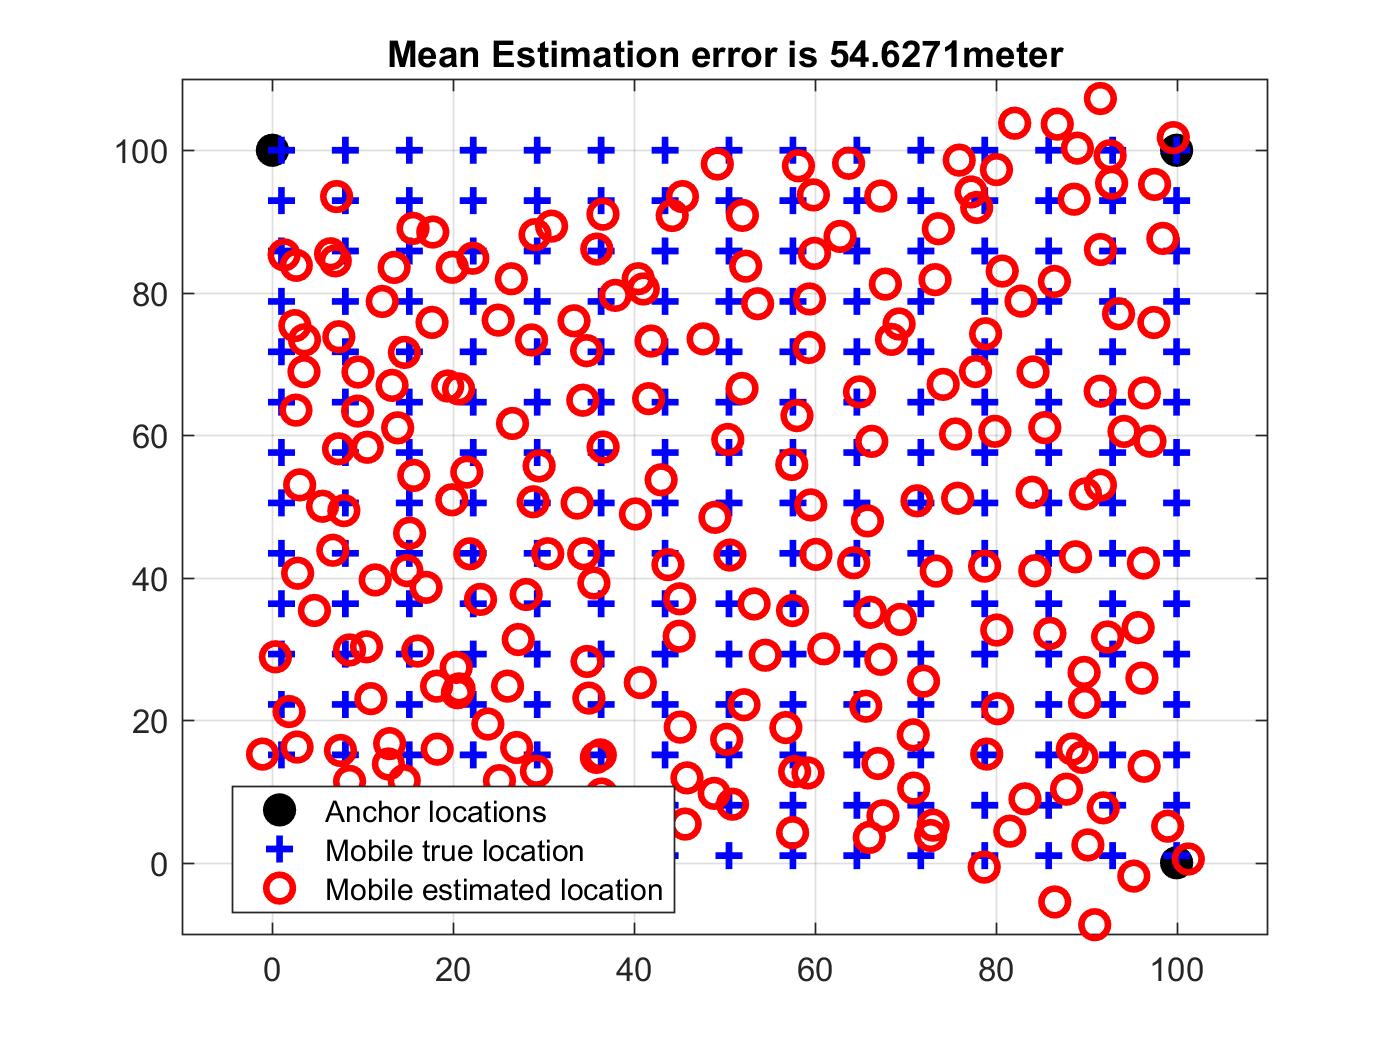 Mean Estimation error is 54.6271meter
100
80
60
40
20
0
Anchor locations
Mobile true location
Mobile estimated location
0 20 40 60 80 100